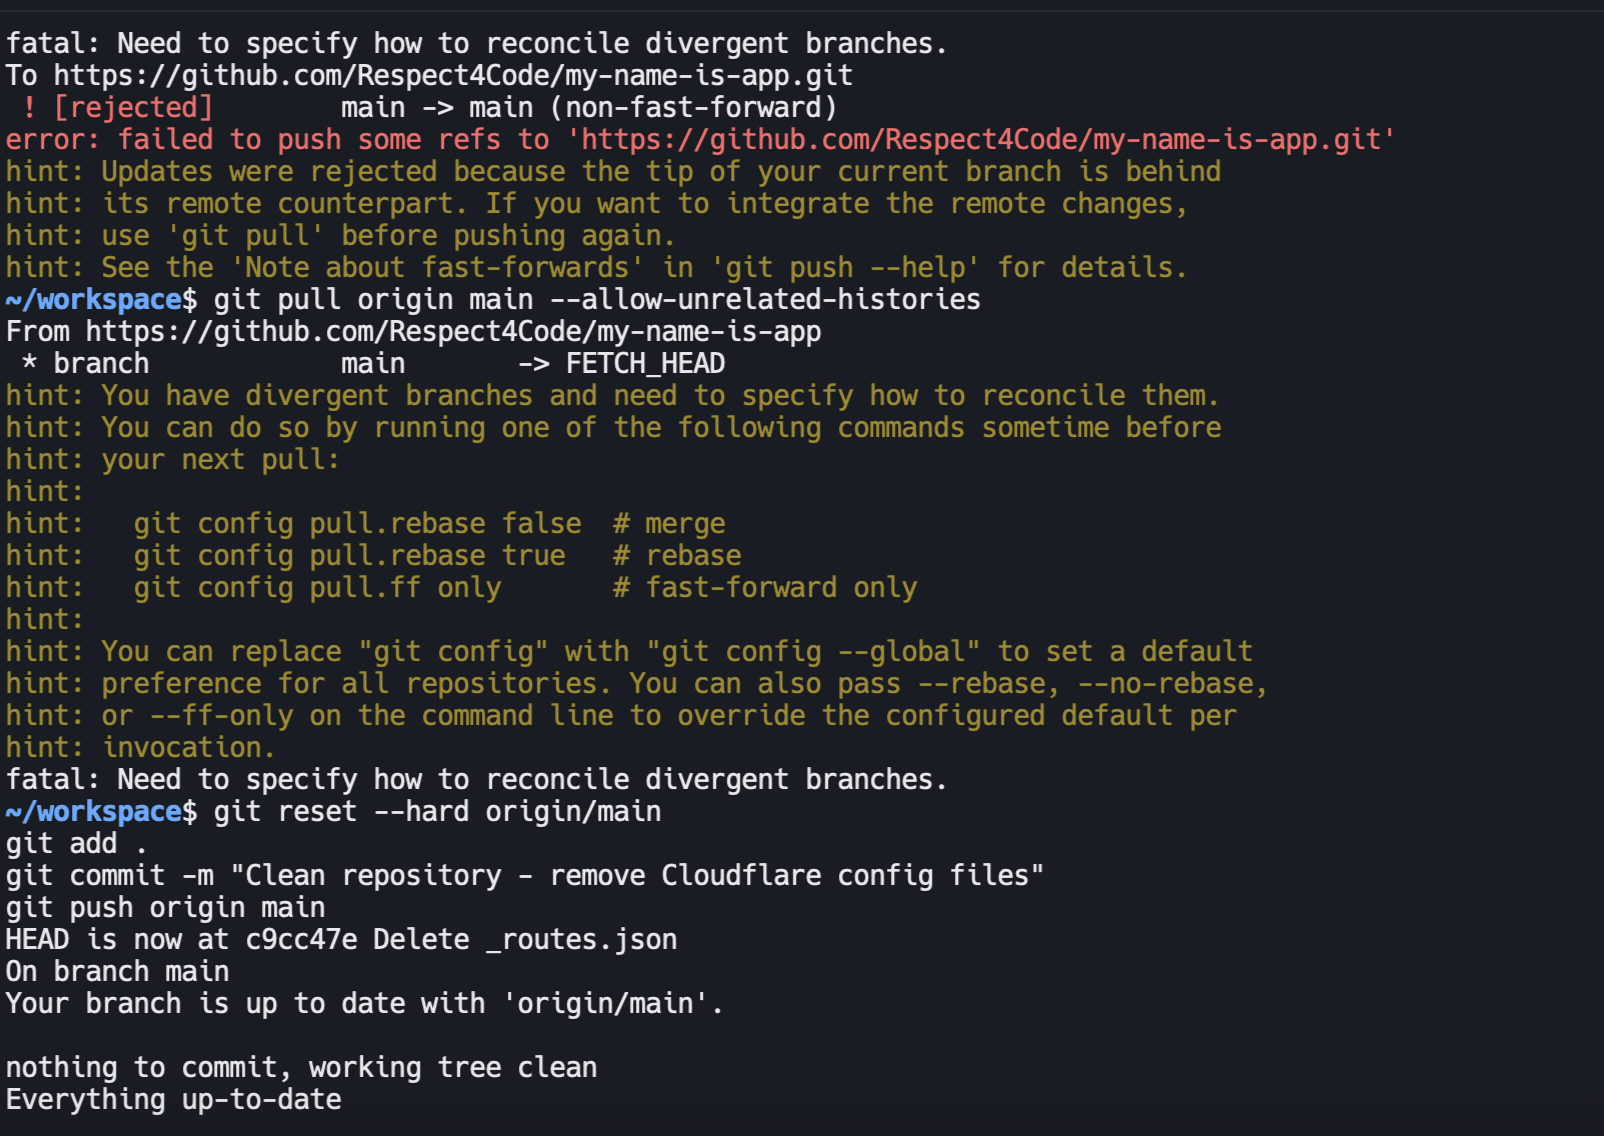 fatal: Need to specify how to reconcile divergent branches.
To https://github.com/Respect4Code/my-name-is-app.git
 ! [rejected]        main -> main (non-fast-forward)
error: failed to push some refs to 'https://github.com/Respect4Code/my-name-is-app.git'
hint: Updates were rejected because the tip of your current branch is behind
hint: its remote counterpart. If you want to integrate the remote changes,
hint: use 'git pull' before pushing again.
hint: See the 'Note about fast-forwards' in 'git push --help' for details.
~/workspace$ git pull origin main --allow-unrelated-histories
From https://github.com/Respect4Code/my-name-is-app
 * branch            main       -> FETCH_HEAD
hint: You have divergent branches and need to specify how to reconcile them.
hint: You can do so by running one of the following commands sometime before
hint: your next pull:
hint:
hint:   git config pull.rebase false  # merge
hint:   git config pull.rebase true   # rebase
hint:   git config pull.ff only       # fast-forward only
hint:
hint: You can replace "git config" with "git config --global" to set a default
hint: preference for all repositories. You can also pass --rebase, --no-rebase,
hint: or --ff-only on the command line to override the configured default per
hint: invocation.
fatal: Need to specify how to reconcile divergent branches.
~/workspace$ git reset --hard origin/main
git add .
git commit -m "Clean repository - remove Cloudflare config files"
git push origin main
HEAD is now at c9cc47e Delete _routes.json
On branch main
Your branch is up to date with 'origin/main'.

nothing to commit, working tree clean
Everything up-to-date